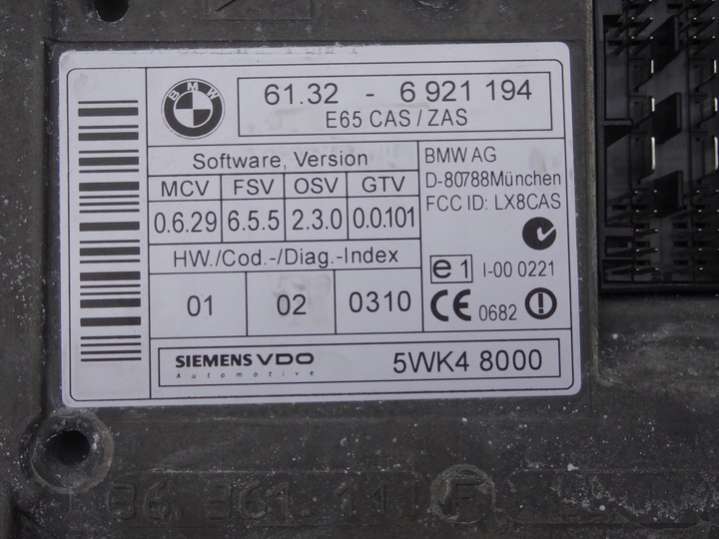 BMW
61.32 - 6 921 194
E65 CAS / ZAS
Software, Version
MCV FSV OSV GTV
0.6.29 6.5.5 2.3.0 0.0.101
HW./Cod.-/Diag.-Index
01 02 0310
BMW AG
D-80788München
FCC ID: LX8CAS
e1 I-00 0221
CE 0682
SIEMENS VDO
Automotive
5WK4 8000